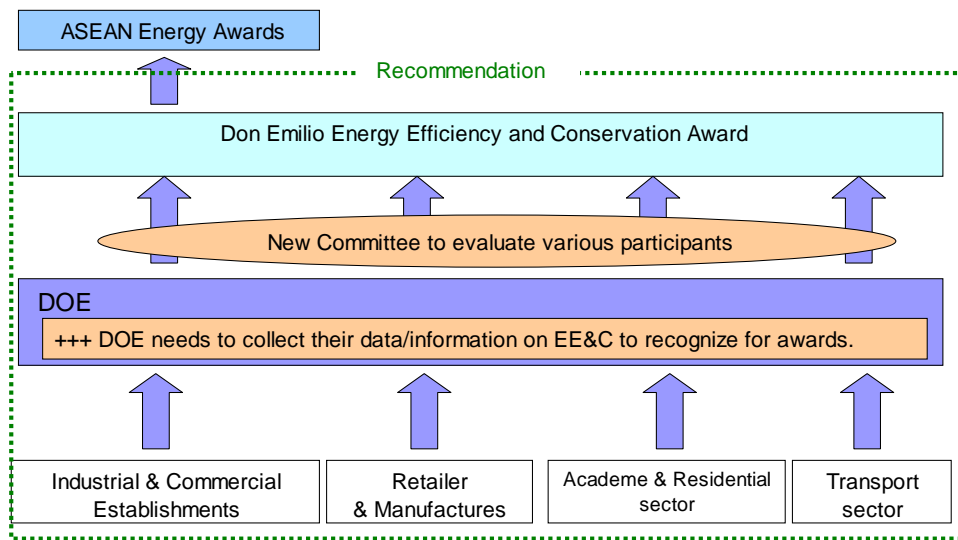 ASEAN Energy Awards
Recommendation
Don Emilio Energy Efficiency and Conservation Award
New Committee to evaluate various participants
DOE
+++ DOE needs to collect their data/information on EE&C to recognize for awards.
Industrial & Commercial
Establishments
Retailer
& Manufactures
Academe & Residential
sector
Transport
sector